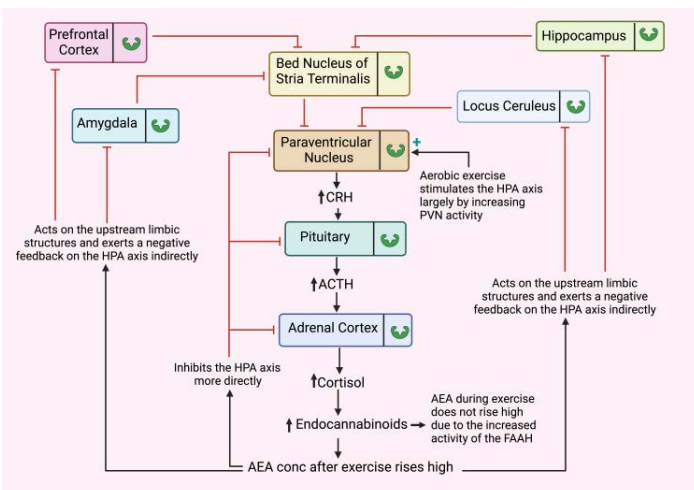 Prefrontal
Cortex
Hippocampus
Bed Nucleus of
Stria Terminalis
Locus Ceruleus
Amygdala
Paraventricular
Nucleus
+
Aerobic exercise
stimulates the HPA axis
largely by increasing
PVN activity
CRH
Pituitary
Acts on the upstream limbic
structures and exerts a negative
feedback on the HPA axis indirectly
ACTH
Acts on the upstream limbic
structures and exerts a negative
feedback on the HPA axis indirectly
Adrenal Cortex
Inhibits the HPA axis
more directly
Cortisol
Endocannabinoids
AEA during exercise
does not rise high
due to the increased
activity of the FAAH
AEA conc after exercise rises high